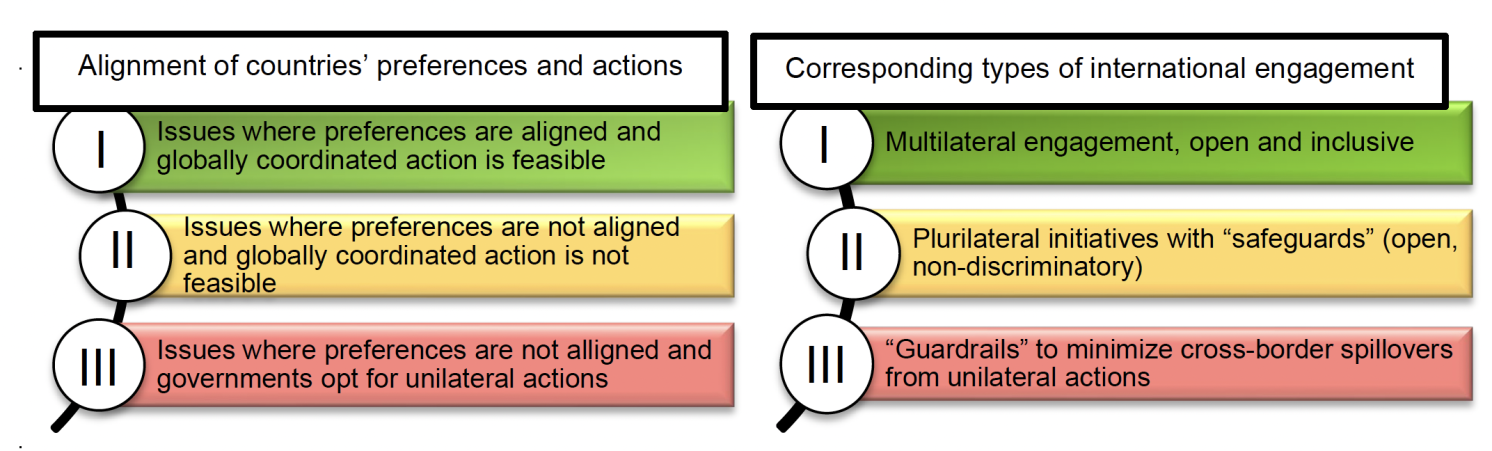 Alignment of countries’ preferences and actions
I
Issues where preferences are aligned and
globally coordinated action is feasible
II
Issues where preferences are not aligned
and globally coordinated action is not
feasible
III
Issues where preferences are not alligned and
governments opt for unilateral actions
Corresponding types of international engagement
I
Multilateral engagement, open and inclusive
II
Plurilateral initiatives with “safeguards” (open,
non-discriminatory)
III
“Guardrails” to minimize cross-border spillovers
from unilateral actions